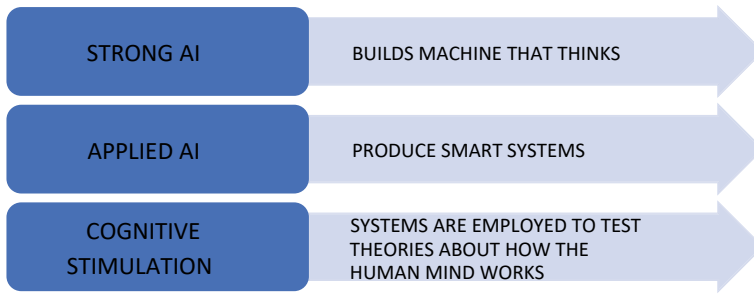 STRONG AI
BUILDS MACHINE THAT THINKS
APPLIED AI
PRODUCE SMART SYSTEMS
COGNITIVE
STIMULATION
SYSTEMS ARE EMPLOYED TO TEST
THEORIES ABOUT HOW THE
HUMAN MIND WORKS